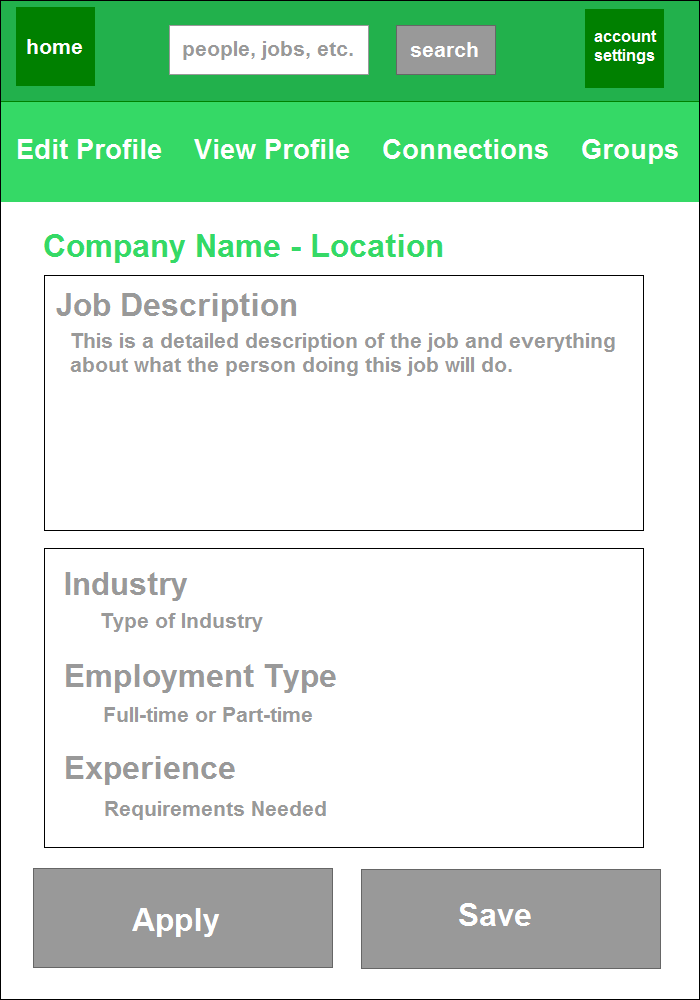 home
people, jobs, etc.
search
account
settings
Edit Profile
View Profile
Connections
Groups
Company Name - Location
Job Description
This is a detailed description of the job and everything
about what the person doing this job will do.
Industry
Type of Industry
Employment Type
Full-time or Part-time
Experience
Requirements Needed
Apply
Save